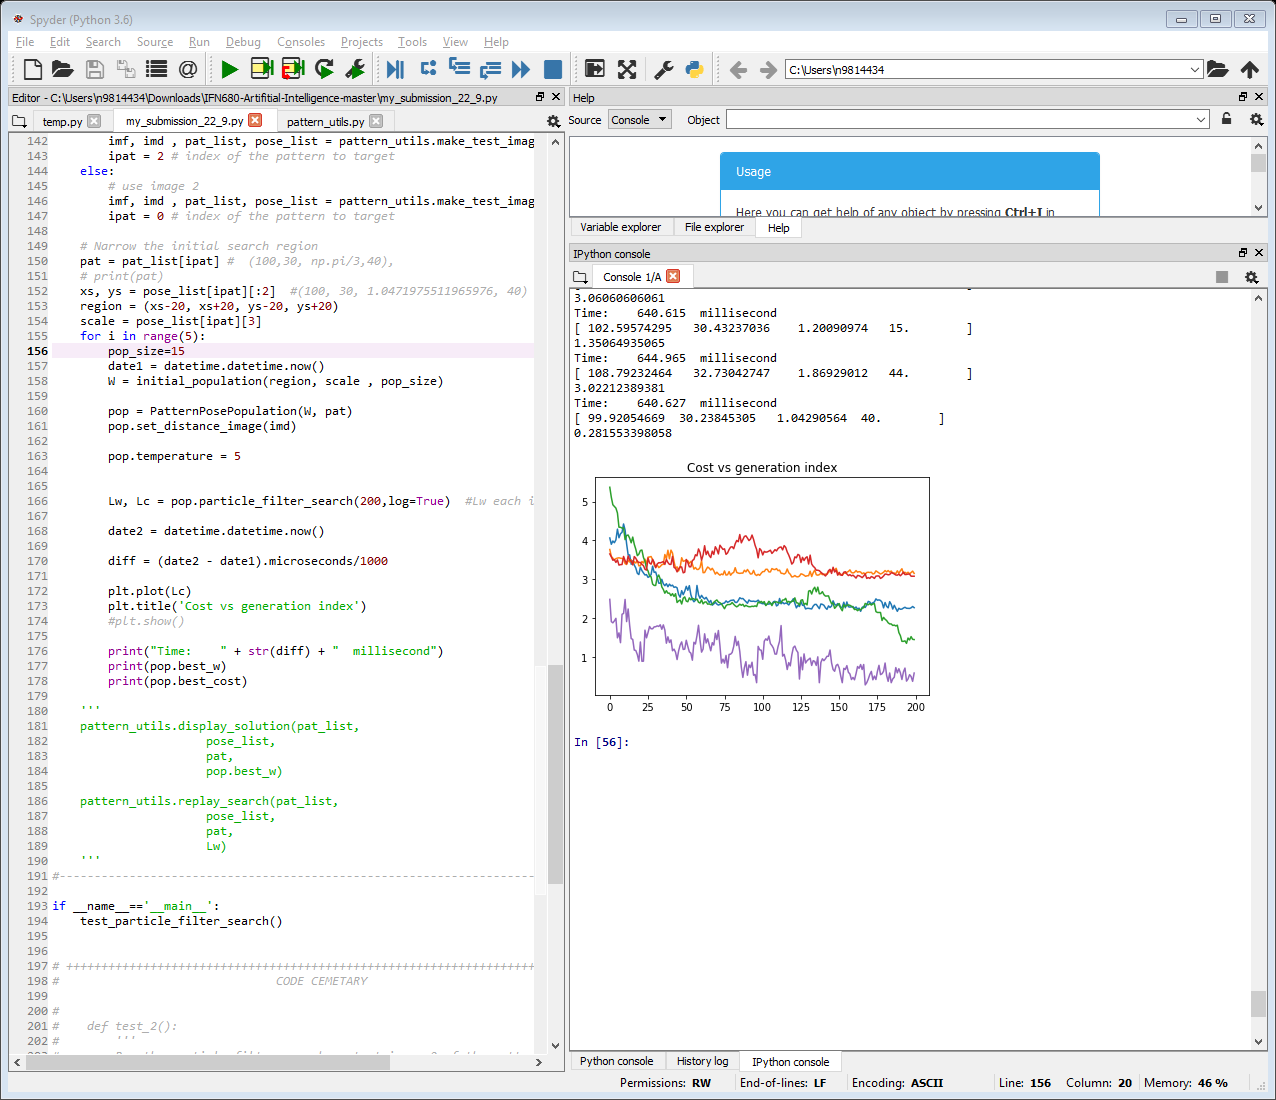 Spyder (Python 3.6)
File Edit Search Source Run Debug Consoles Projects Tools View Help
C:\Users\n9814434
Editor - C:\Users\n9814434\Downloads\IFN680-Artifitial-Intelligence-master\my_submission_22_9.py
temp.py my_submission_22_9.py pattern_utils.py
142 imf, imd , pat_list, pose_list = pattern_utils.make_test_imag
143 ipat = 2 # index of the pattern to target
144 else:
145 # use image 2
146 imf, imd , pat_list, pose_list = pattern_utils.make_test_imag
147 ipat = 0 # index of the pattern to target
148
149 # Narrow the initial search region
150 pat = pat_list[ipat] # (100,30, np.pi/3,40),
151 # print(pat)
152 xs, ys = pose_list[ipat][:2] #(100, 30, 1.0471975511965976, 40)
153 region = (xs-20, xs+20, ys-20, ys+20)
154 scale = pose_list[ipat][3]
155 for i in range(5):
156 pop_size=15
157 date1 = datetime.datetime.now()
158 W = initial_population(region, scale , pop_size)
159
160 pop = PatternPosePopulation(W, pat)
161 pop.set_distance_image(imd)
162
163 pop.temperature = 5
164
165
166 Lw, Lc = pop.particle_filter_search(200,log=True) #Lw each i
167
168 date2 = datetime.datetime.now()
169
170 diff = (date2 - date1).microseconds/1000
171
172 plt.plot(Lc)
173 plt.title('Cost vs generation index')
174 #plt.show()
175
176 print("Time: " + str(diff) + " millisecond")
177 print(pop.best_w)
178 print(pop.best_cost)
179
180 '''
181 pattern_utils.display_solution(pat_list,
182 pose_list,
183 pat,
184 pop.best_w)
185
186 pattern_utils.replay_search(pat_list,
187 pose_list,
188 pat,
189 Lw)
190 '''
191 #-------------------------------------------------------------------
192
193 if __name__=='__main__':
194 test_particle_filter_search()
195
196
197 # ++++++++++++++++++++++++++++++++++++++++++++++++++++++++++++++++++
198 # CODE CEMETARY
199
200 #
201 # def test_2():
202 # '''
Help
Source Console Object
Usage
Here you can get help of any object by pressing Ctrl+I in
Variable explorer File explorer Help
IPython console
Console 1/A
3.06060606061
Time: 640.615 millisecond
[ 102.59574295 30.43237036 1.20090974 15. ]
1.35064935065
Time: 644.965 millisecond
[ 108.79232464 32.73042747 1.86929012 44. ]
3.02212389381
Time: 640.627 millisecond
[ 99.92054669 30.23845305 1.04290564 40. ]
0.281553398058
Cost vs generation index
5
4
3
2
1
0 25 50 75 100 125 150 175 200
In [56]:
Python console History log IPython console
Permissions: RW End-of-lines: LF Encoding: ASCII Line: 156 Column: 20 Memory: 46 %